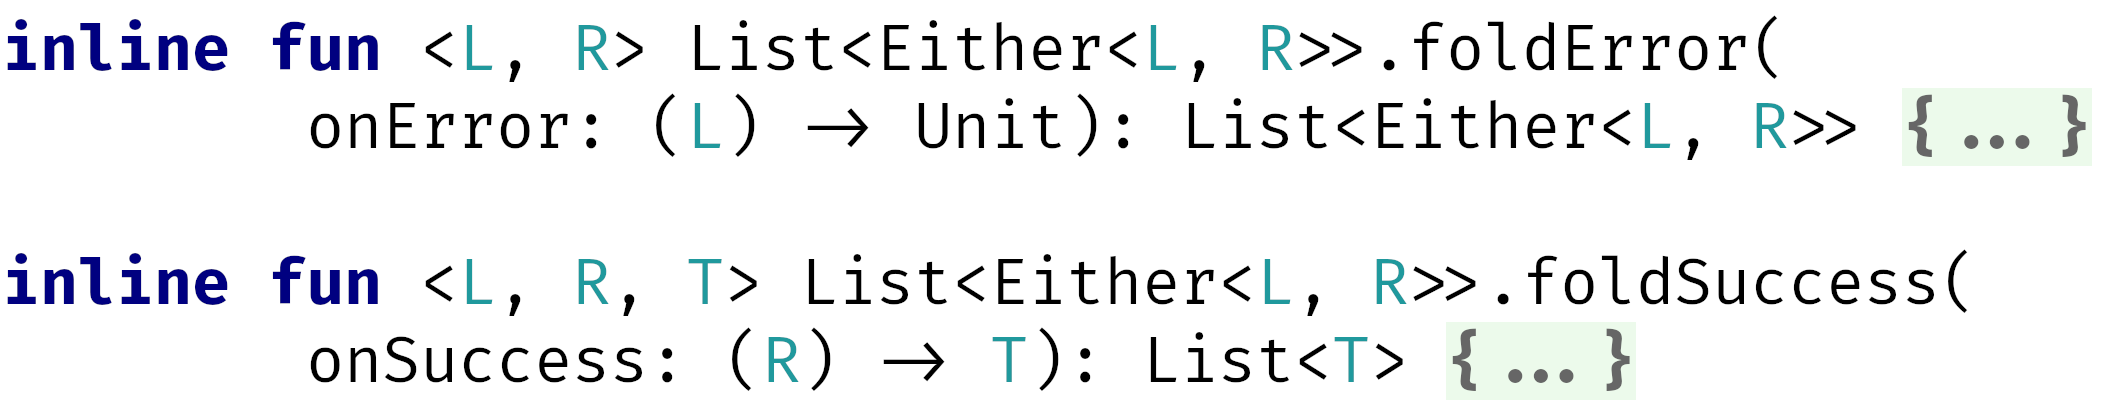 inline fun <L, R> List<Either<L, R>>.foldError(
onError: (L) → Unit): List<Either<L, R>> {...}
inline fun <L, R, T> List<Either<L, R>>.foldSuccess(
onSuccess: (R) → T): List<T> {...}